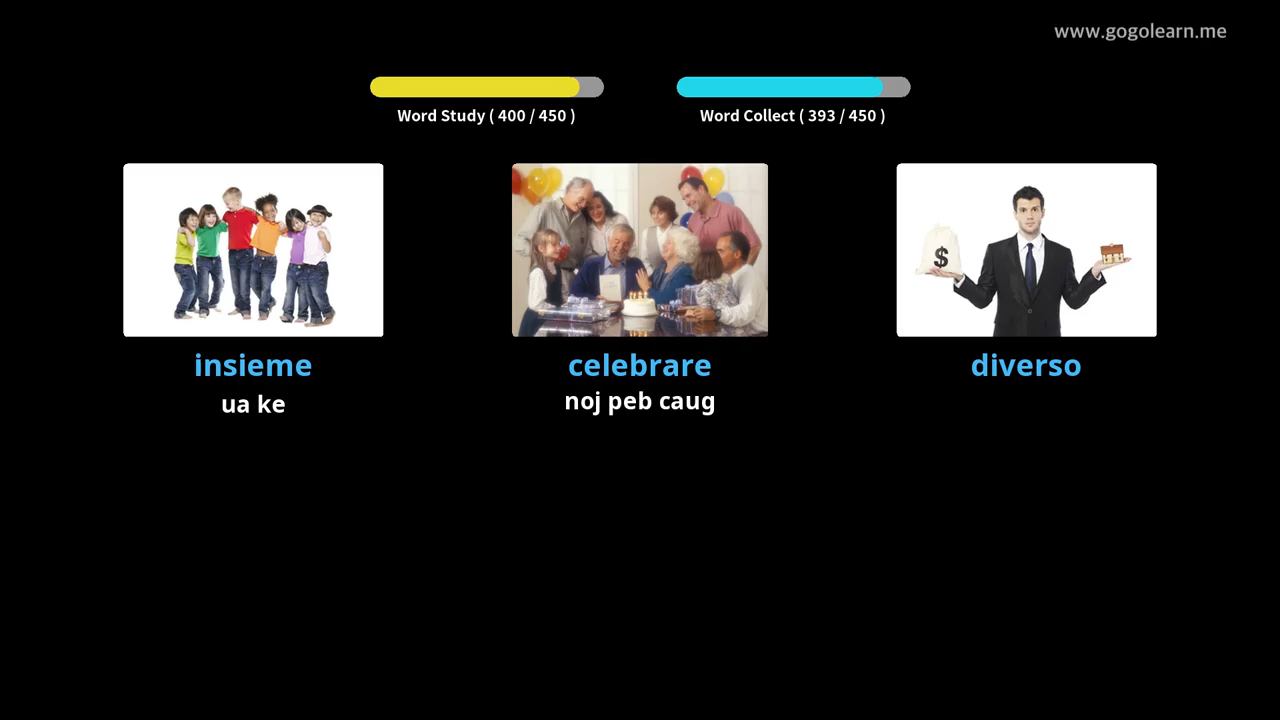 www.gogolearn.me
Word Study ( 400 / 450 )
Word Collect ( 393 / 450 )
$
insieme
celebrare
diverso
ua ke
noj peb caug